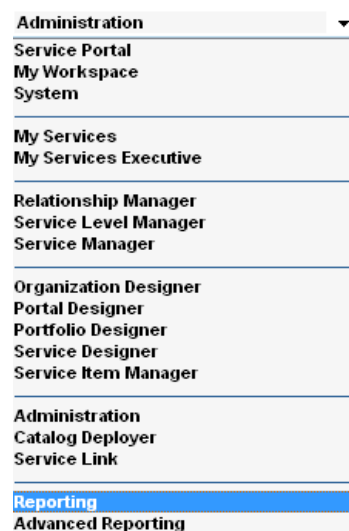 Administration
Service Portal
My Workspace
System
My Services
My Services Executive
Relationship Manager
Service Level Manager
Service Manager
Organization Designer
Portal Designer
Portfolio Designer
Service Designer
Service Item Manager
Administration
Catalog Deployer
Service Link
Reporting
Advanced Reporting